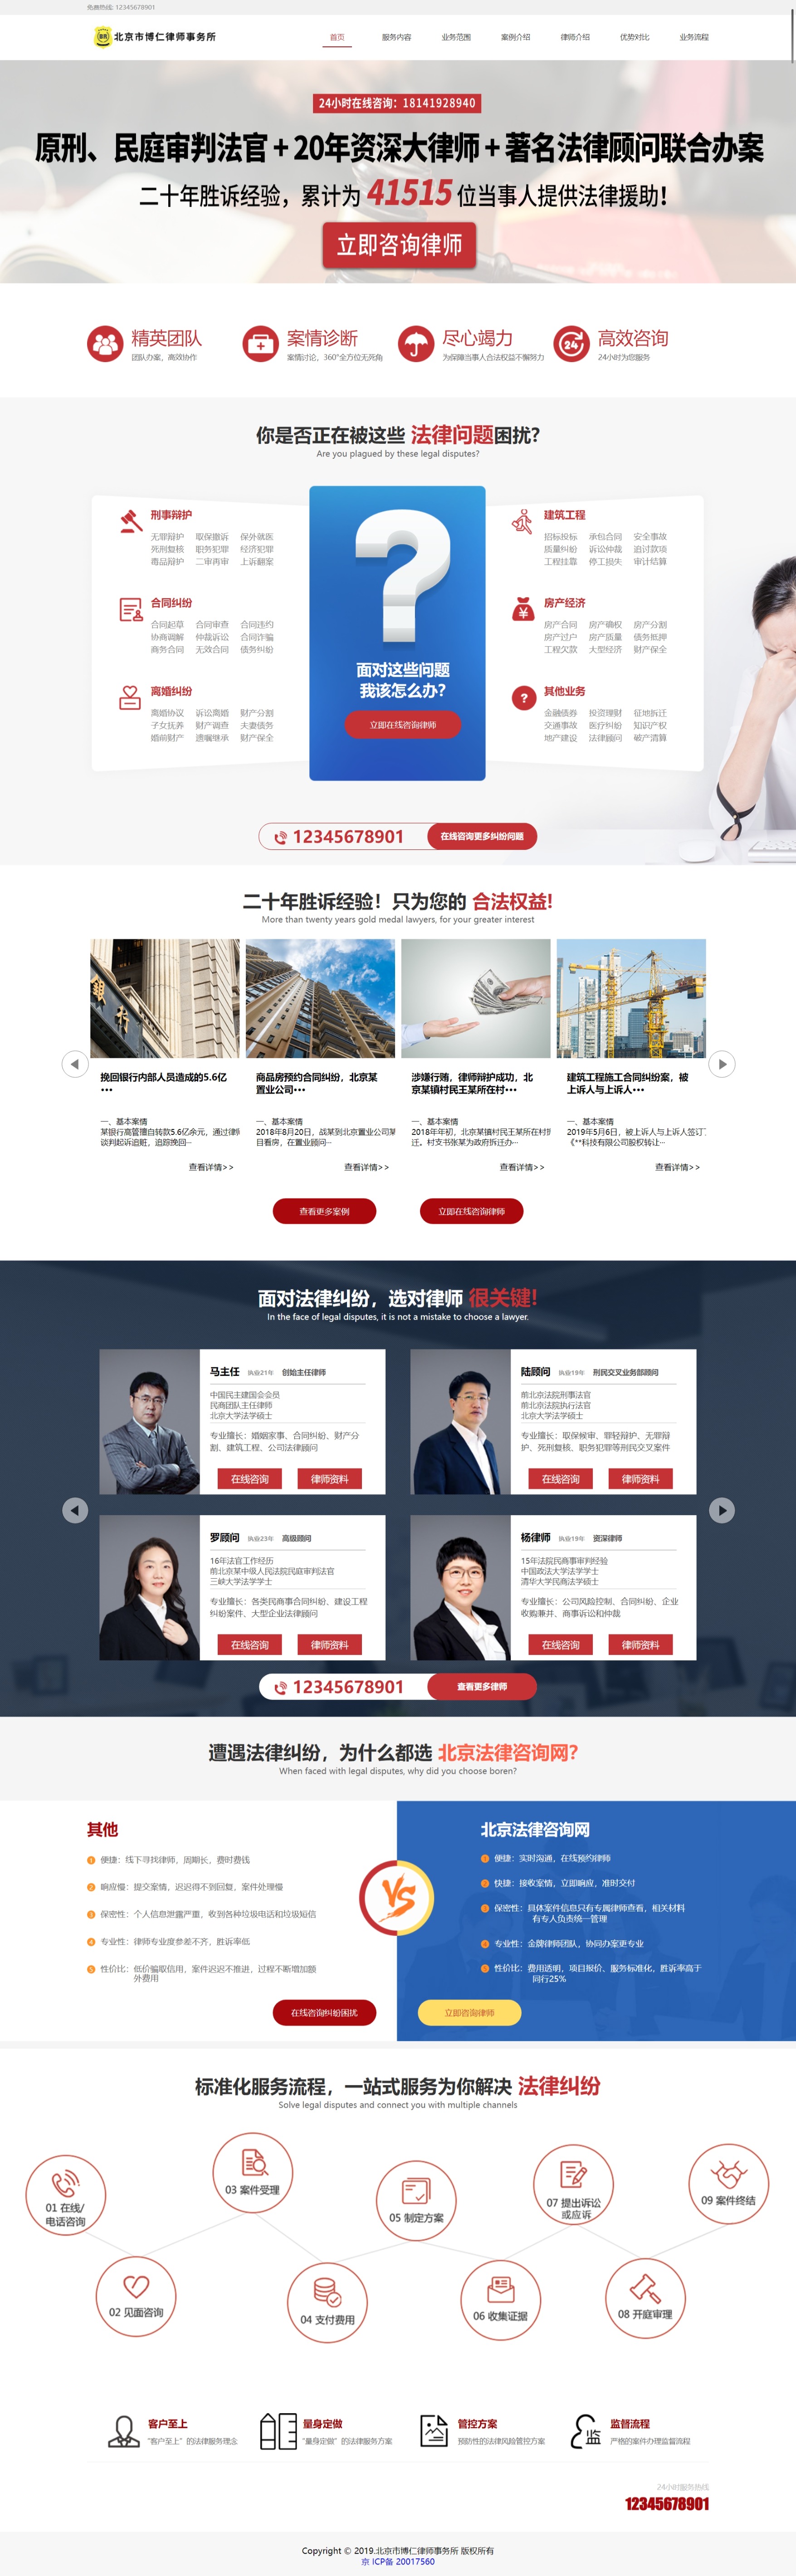 免费热线: 12345678901
北京市博仁律师事务所
首页 服务内容 业务范围 案例介绍 律师介绍 优势对比 业务流程
24小时在线咨询：18141928940
原刑、民庭审判法官+20年资深大律师+著名法律顾问联合办案
二十年胜诉经验，累计为 41515 位当事人提供法律援助！
立即咨询律师
精英团队
团队办案，高效协作
案情诊断
案情讨论，360°全方位无死角
尽心竭力
为保障当事人合法权益不懈努力
24
高效咨询
24小时为您服务
你是否正在被这些 法律问题困扰？
Are you plagued by these legal disputes?
刑事辩护
无罪辩护 取保撤诉 保外就医
死刑复核 职务犯罪 经济犯罪
毒品辩护 二审再审 上诉翻案
合同纠纷
合同起草 合同审查 合同违约
协商调解 仲裁诉讼 合同诈骗
商务合同 无效合同 债务纠纷
离婚纠纷
离婚协议 诉讼离婚 财产分割
子女抚养 财产调查 夫妻债务
婚前财产 遗嘱继承 财产保全
?
面对这些问题
我该怎么办？
立即在线咨询律师
建筑工程
招标投标 承包合同 安全事故
质量纠纷 诉讼仲裁 追讨款项
工程挂靠 停工损失 审计结算
房产经济
房产合同 房产确权 房产分割
房产过户 房产质量 债务抵押
工程欠款 大型经济 财产保全
其他业务
金融债券 投资理财 征地拆迁
交通事故 医疗纠纷 知识产权
地产建设 法律顾问 破产清算
12345678901 在线咨询更多纠纷问题
二十年胜诉经验！只为您的 合法权益!
More than twenty years gold medal lawyers, for your greater interest
挽回银行内部人员造成的5.6亿
•••
一、基本案情
某银行高管擅自转款5.6亿余元，通过律师
谈判起诉追赃，追踪挽回···
查看详情>>
商品房预约合同纠纷，北京某
置业公司•••
一、基本案情
2018年8月20日，战某到北京置业公司某
目看房，在置业顾问···
查看详情>>
涉嫌行贿，律师辩护成功，北
京某镇村民王某所在村•••
一、基本案情
2018年年初，北京某镇村民王某所在村拆
迁。村支书张某为政府拆迁办···
查看详情>>
建筑工程施工合同纠纷案，被
上诉人与上诉人•••
一、基本案情
2019年5月6日，被上诉人与上诉人签订了
《**科技有限公司股权转让···
查看详情>>
查看更多案例 立即在线咨询律师
面对法律纠纷，选对律师 很关键!
In the face of legal disputes, it is not a mistake to choose a lawyer.
马主任 执业21年 创始主任律师
中国民主建国会会员
民商团队主任律师
北京大学法学硕士
专业擅长：婚姻家事、合同纠纷、财产分
割、建筑工程、公司法律顾问
在线咨询 律师资料
陆顾问 执业19年 刑民交叉业务部顾问
前北京法院刑事法官
前北京法院执行法官
北京大学法学硕士
专业擅长：取保候审、罪轻辩护、无罪辩
护、死刑复核、职务犯罪等刑民交叉案件
在线咨询 律师资料
罗顾问 执业23年 高级顾问
16年法官工作经历
前北京某中级人民法院民庭审判法官
三峡大学法学学士
专业擅长：各类民商事合同纠纷、建设工程
纠纷案件、大型企业法律顾问
在线咨询 律师资料
杨律师 执业19年 资深律师
15年法院民商事审判经验
中国政法大学法学学士
清华大学民商法学硕士
专业擅长：公司风险控制、合同纠纷、企业
收购兼并、商事诉讼和仲裁
在线咨询 律师资料
12345678901 查看更多律师
遭遇法律纠纷，为什么都选 北京法律咨询网?
When faced with legal disputes, why did you choose boren?
其他
1 便捷：线下寻找律师，周期长，费时费钱
2 响应慢：提交案情，迟迟得不到回复，案件处理慢
3 保密性：个人信息泄露严重，收到各种垃圾电话和垃圾短信
4 专业性：律师专业度参差不齐，胜诉率低
5 性价比：低价骗取信用，案件迟迟不推进，过程不断增加额
外费用
在线咨询纠纷困扰
VS
北京法律咨询网
1 便捷：实时沟通，在线预约律师
2 快捷：接收案情，立即响应，准时交付
3 保密性：具体案件信息只有专属律师查看，相关材料
有专人负责统一管理
4 专业性：金牌律师团队，协同办案更专业
5 性价比：费用透明，项目报价、服务标准化，胜诉率高于
同行25%
立即咨询律师
标准化服务流程，一站式服务为你解决 法律纠纷
Solve legal disputes and connect you with multiple channels
01 在线/
电话咨询
02 见面咨询
03 案件受理
04 支付费用
05 制定方案
06 收集证据
07 提出诉讼
或应诉
08 开庭审理
09 案件终结
客户至上
“客户至上”的法律服务理念
量身定做
“量身定做”的法律服务方案
管控方案
预防性的法律风险管控方案
监
监督流程
严格的案件办理监督流程
24小时服务热线
12345678901
Copyright © 2019.北京市博仁律师事务所 版权所有
京 ICP备 20017560